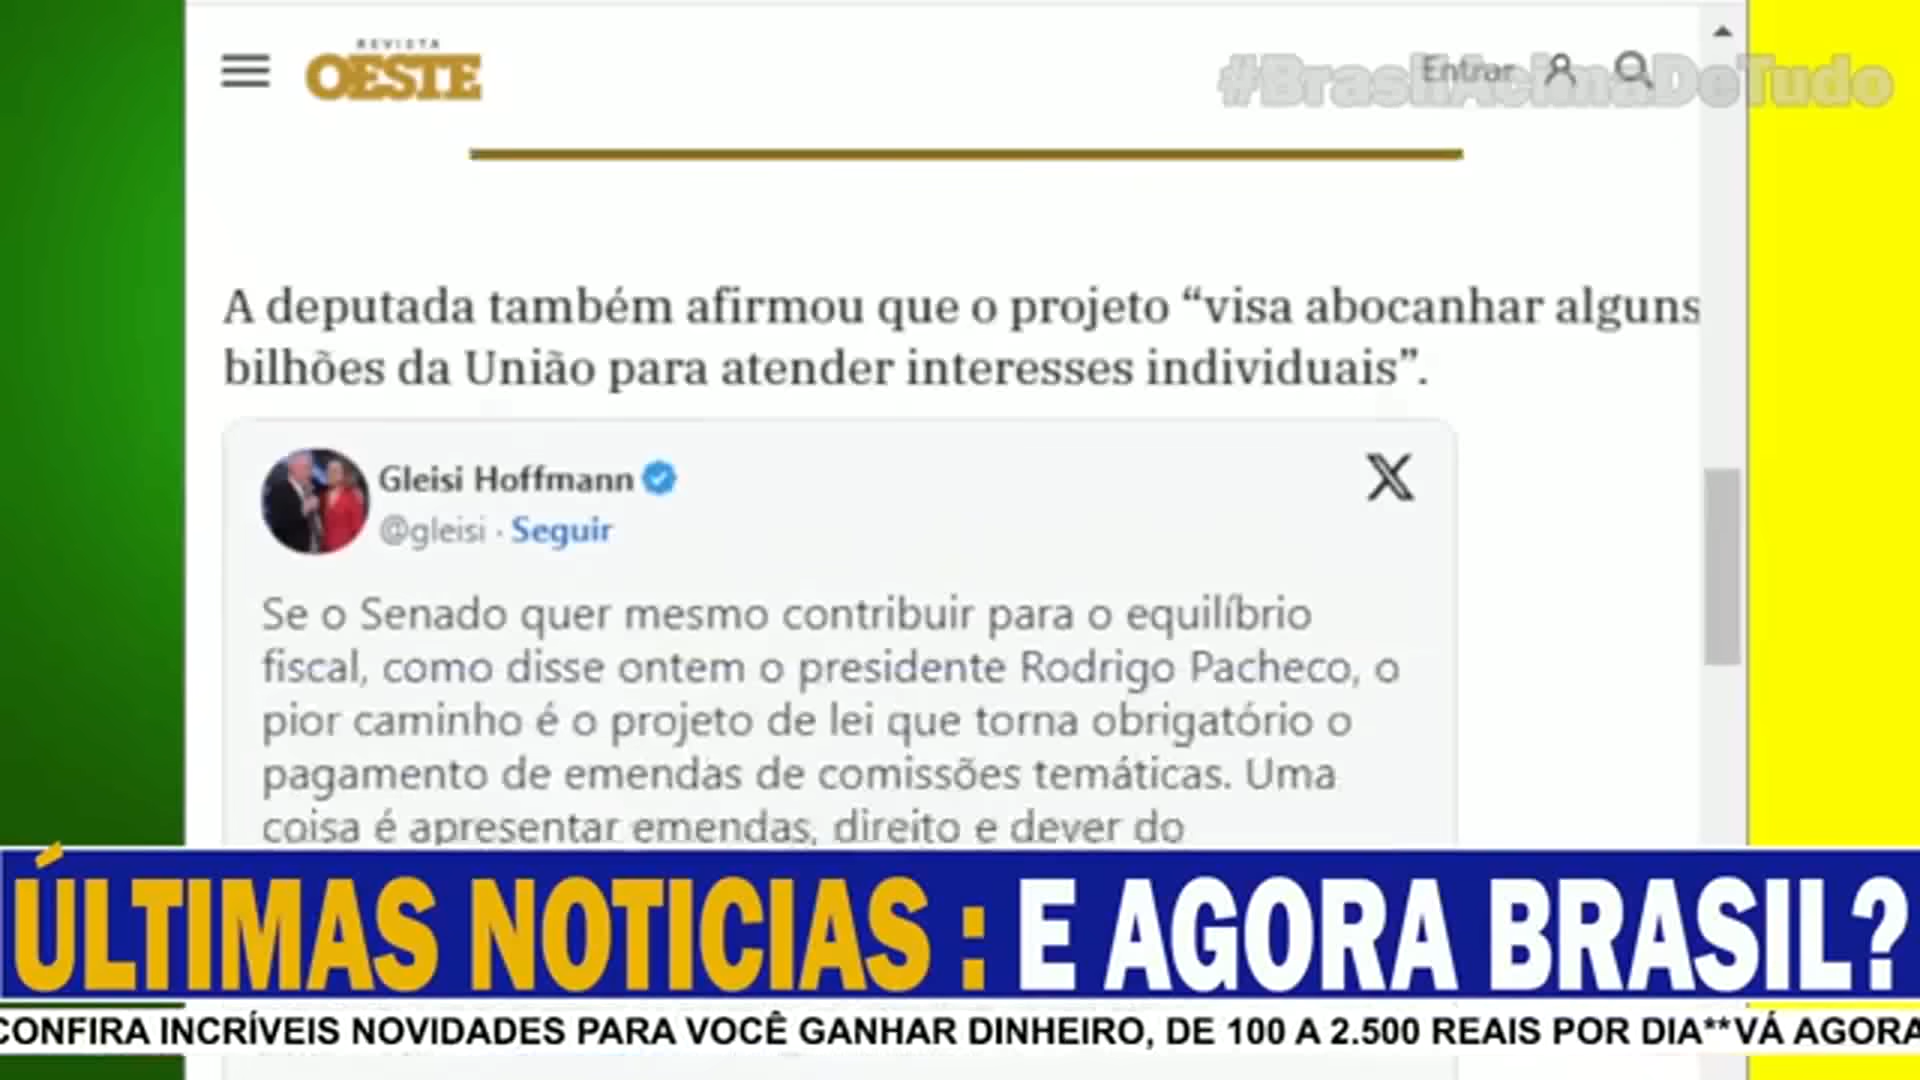 REVISTA
OESTE
Entrar
#BrasilAcimaDeTudo
A deputada também afirmou que o projeto “visa abocanhar alguns
bilhões da União para atender interesses individuais”.
Gleisi Hoffmann
@gleisi · Seguir
Se o Senado quer mesmo contribuir para o equilíbrio
fiscal, como disse ontem o presidente Rodrigo Pacheco, o
pior caminho é o projeto de lei que torna obrigatório o
pagamento de emendas de comissões temáticas. Uma
coisa é apresentar emendas, direito e dever do
ÚLTIMAS NOTICIAS : E AGORA BRASIL?
CONFIRA INCRÍVEIS NOVIDADES PARA VOCÊ GANHAR DINHEIRO, DE 100 A 2.500 REAIS POR DIA**VÁ AGORA